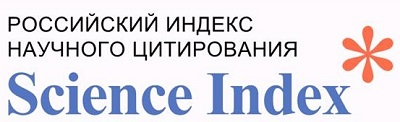 РОССИЙСКИЙ ИНДЕКС
НАУЧНОГО ЦИТИРОВАНИЯ
Science Index